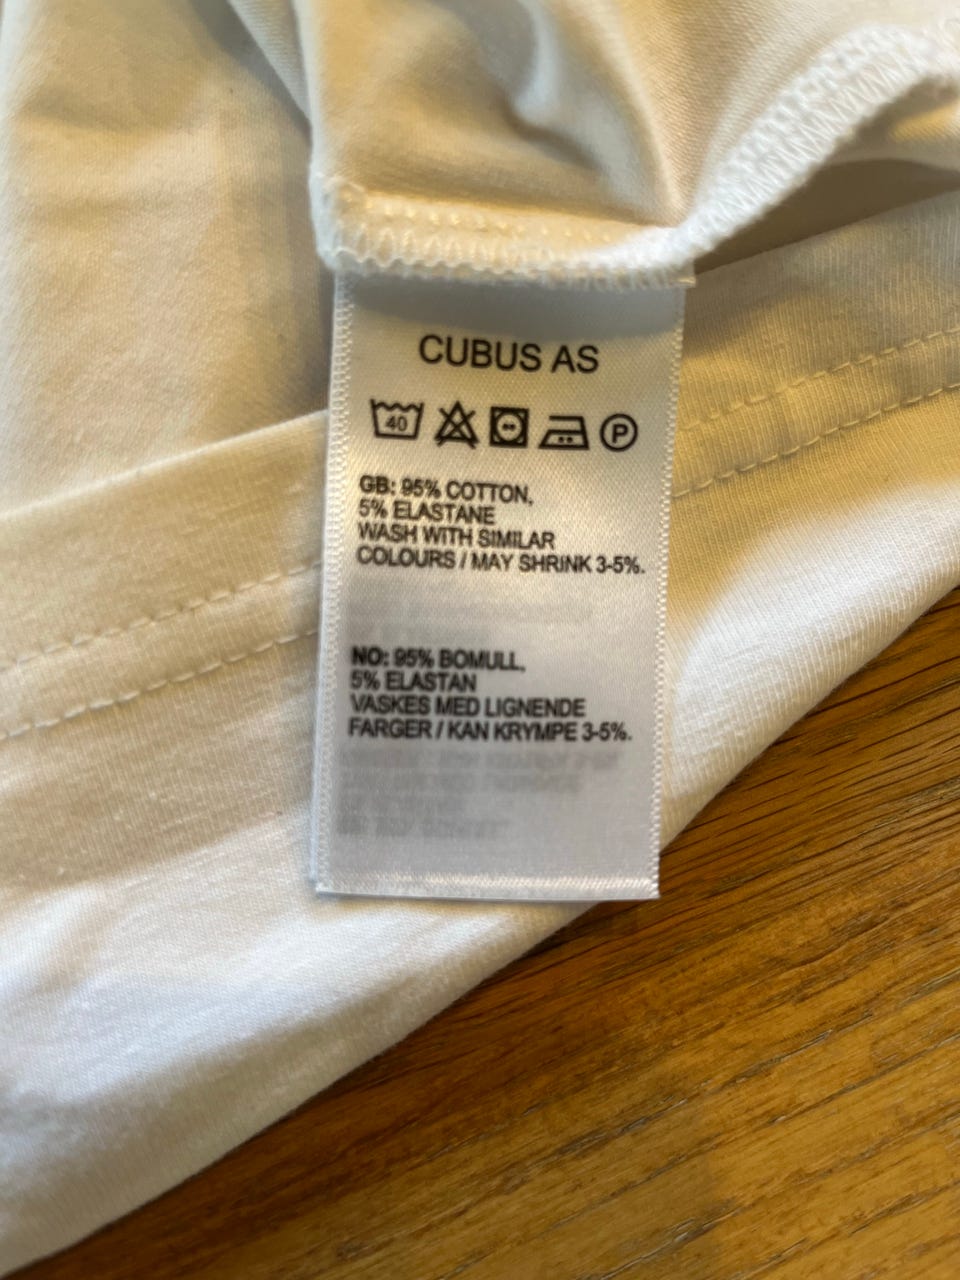 CUBUS AS
40 P
GB: 95% COTTON,
5% ELASTANE
WASH WITH SIMILAR
COLOURS / MAY SHRINK 3-5%.
NO: 95% BOMULL,
5% ELASTAN
VASKES MED LIGNENDE
FARGER / KAN KRYMPE 3-5%.